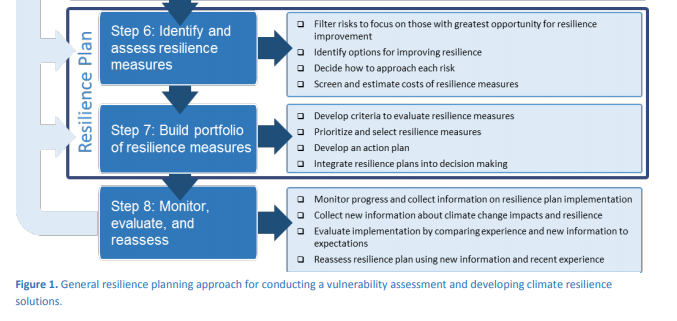 Resilience Plan
Step 6: Identify and
assess resilience
measures
❑ Filter risks to focus on those with greatest opportunity for resilience
improvement
❑ Identify options for improving resilience
❑ Decide how to approach each risk
❑ Screen and estimate costs of resilience measures
Step 7: Build portfolio
of resilience measures
❑ Develop criteria to evaluate resilience measures
❑ Prioritize and select resilience measures
❑ Develop an action plan
❑ Integrate resilience plans into decision making
Step 8: Monitor,
evaluate, and
reassess
❑ Monitor progress and collect information on resilience plan implementation
❑ Collect new information about climate change impacts and resilience
❑ Evaluate implementation by comparing experience and new information to
expectations
❑ Reassess resilience plan using new information and recent experience
Figure 1. General resilience planning approach for conducting a vulnerability assessment and developing climate resilience
solutions.